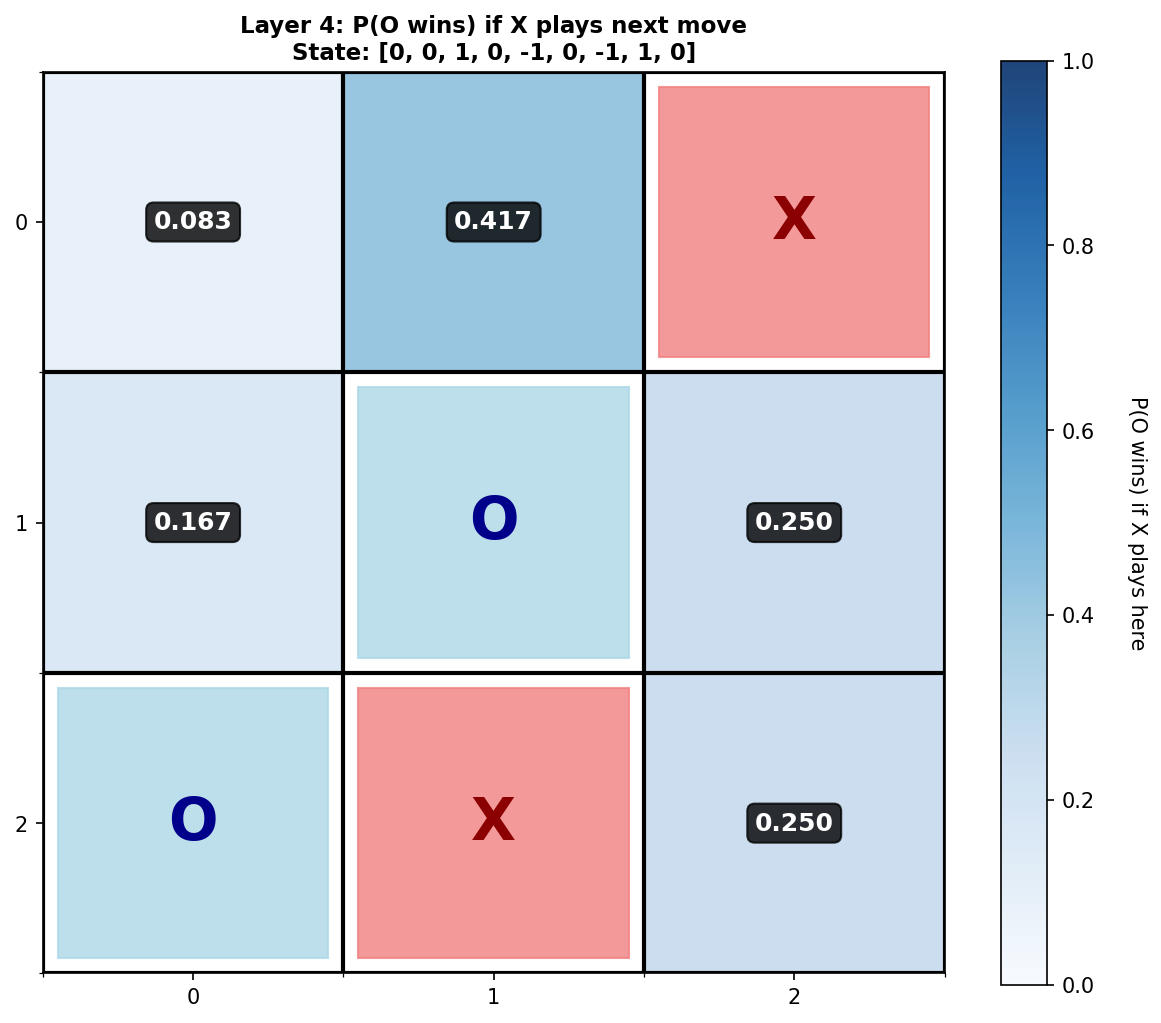 Layer 4: P(O wins) if X plays next move
State: [0, 0, 1, 0, -1, 0, -1, 1, 0]
0
0.083
0.417
X
1
0.167
O
0.250
2
O
X
0.250
0
1
2
1.0
0.8
0.6
0.4
0.2
0.0
P(O wins) if X plays here